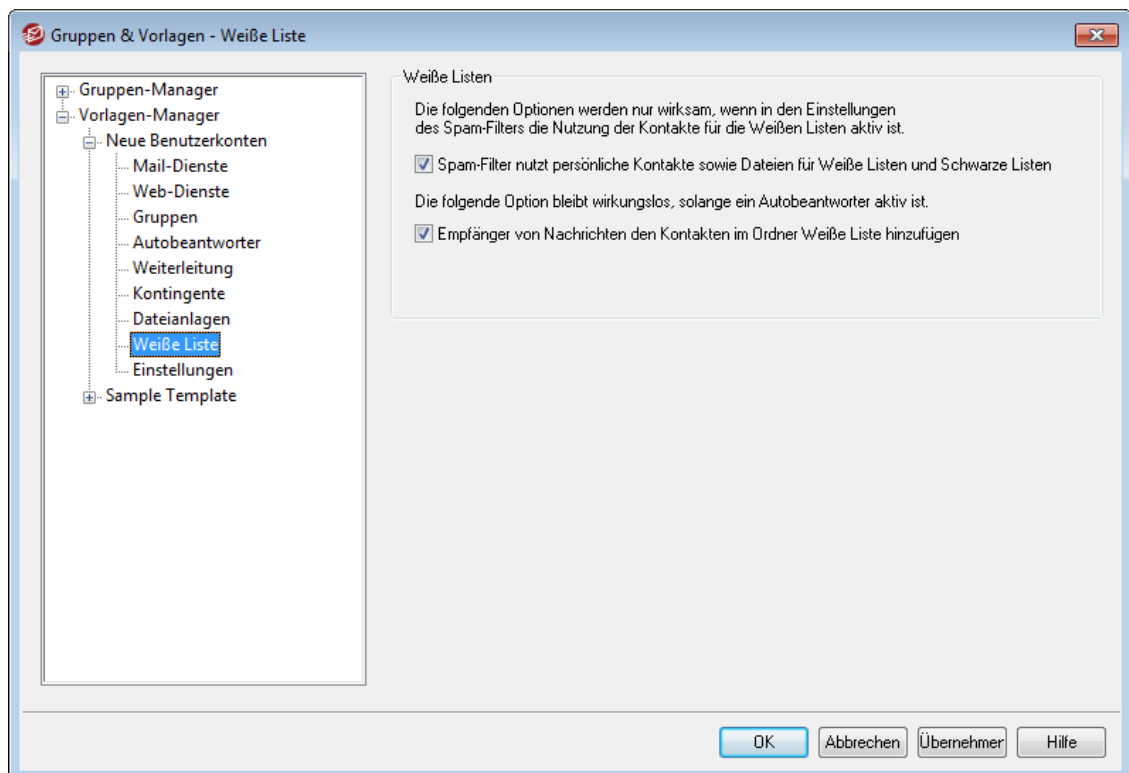 Gruppen & Vorlagen - Weiße Liste
Gruppen-Manager
Vorlagen-Manager
Neue Benutzerkonten
Mail-Dienste
Web-Dienste
Gruppen
Autobeantworter
Weiterleitung
Kontingente
Dateianlagen
Weiße Liste
Einstellungen
Sample Template
Weiße Listen
Die folgenden Optionen werden nur wirksam, wenn in den Einstellungen
des Spam-Filters die Nutzung der Kontakte für die Weißen Listen aktiv ist.
Spam-Filter nutzt persönliche Kontakte sowie Dateien für Weiße Listen und Schwarze Listen
Die folgende Option bleibt wirkungslos, solange ein Autobeantworter aktiv ist.
Empfänger von Nachrichten den Kontakten im Ordner Weiße Liste hinzufügen
OK
Abbrechen
Übernehmer
Hilfe